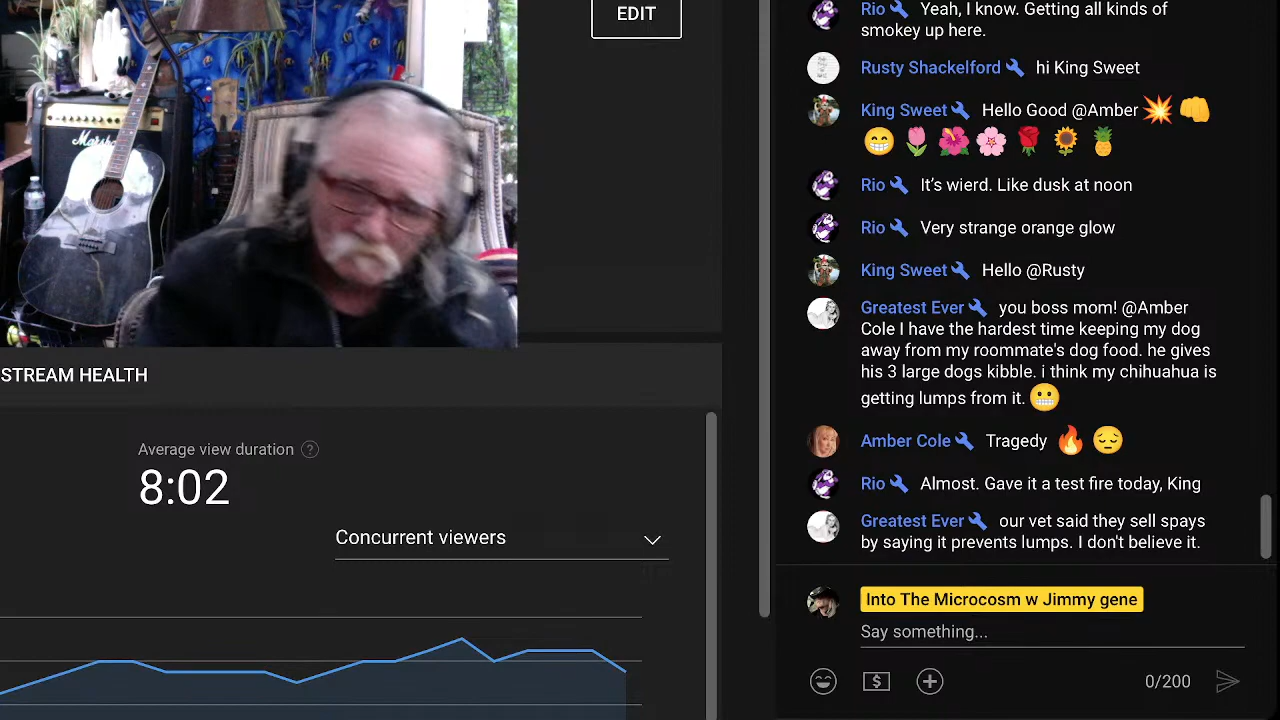 EDIT
Marshall
STREAM HEALTH
Average view duration
8:02
Concurrent viewers
Rio Yeah, I know. Getting all kinds of
smokey up here.
Rusty Shackelford hi King Sweet
King Sweet Hello Good @Amber 💥 👊
😁 🌷 🌺 🌸 🌹 🌻 🍍
Rio It’s wierd. Like dusk at noon
Rio Very strange orange glow
King Sweet Hello @Rusty
Greatest Ever you boss mom! @Amber
Cole I have the hardest time keeping my dog
away from my roommate's dog food. he gives
his 3 large dogs kibble. i think my chihuahua is
getting lumps from it. 😬
Amber Cole Tragedy 🔥 😔
Rio Almost. Gave it a test fire today, King
Greatest Ever our vet said they sell spays
by saying it prevents lumps. I don't believe it.
Into The Microcosm w Jimmy gene
Say something...
0/200